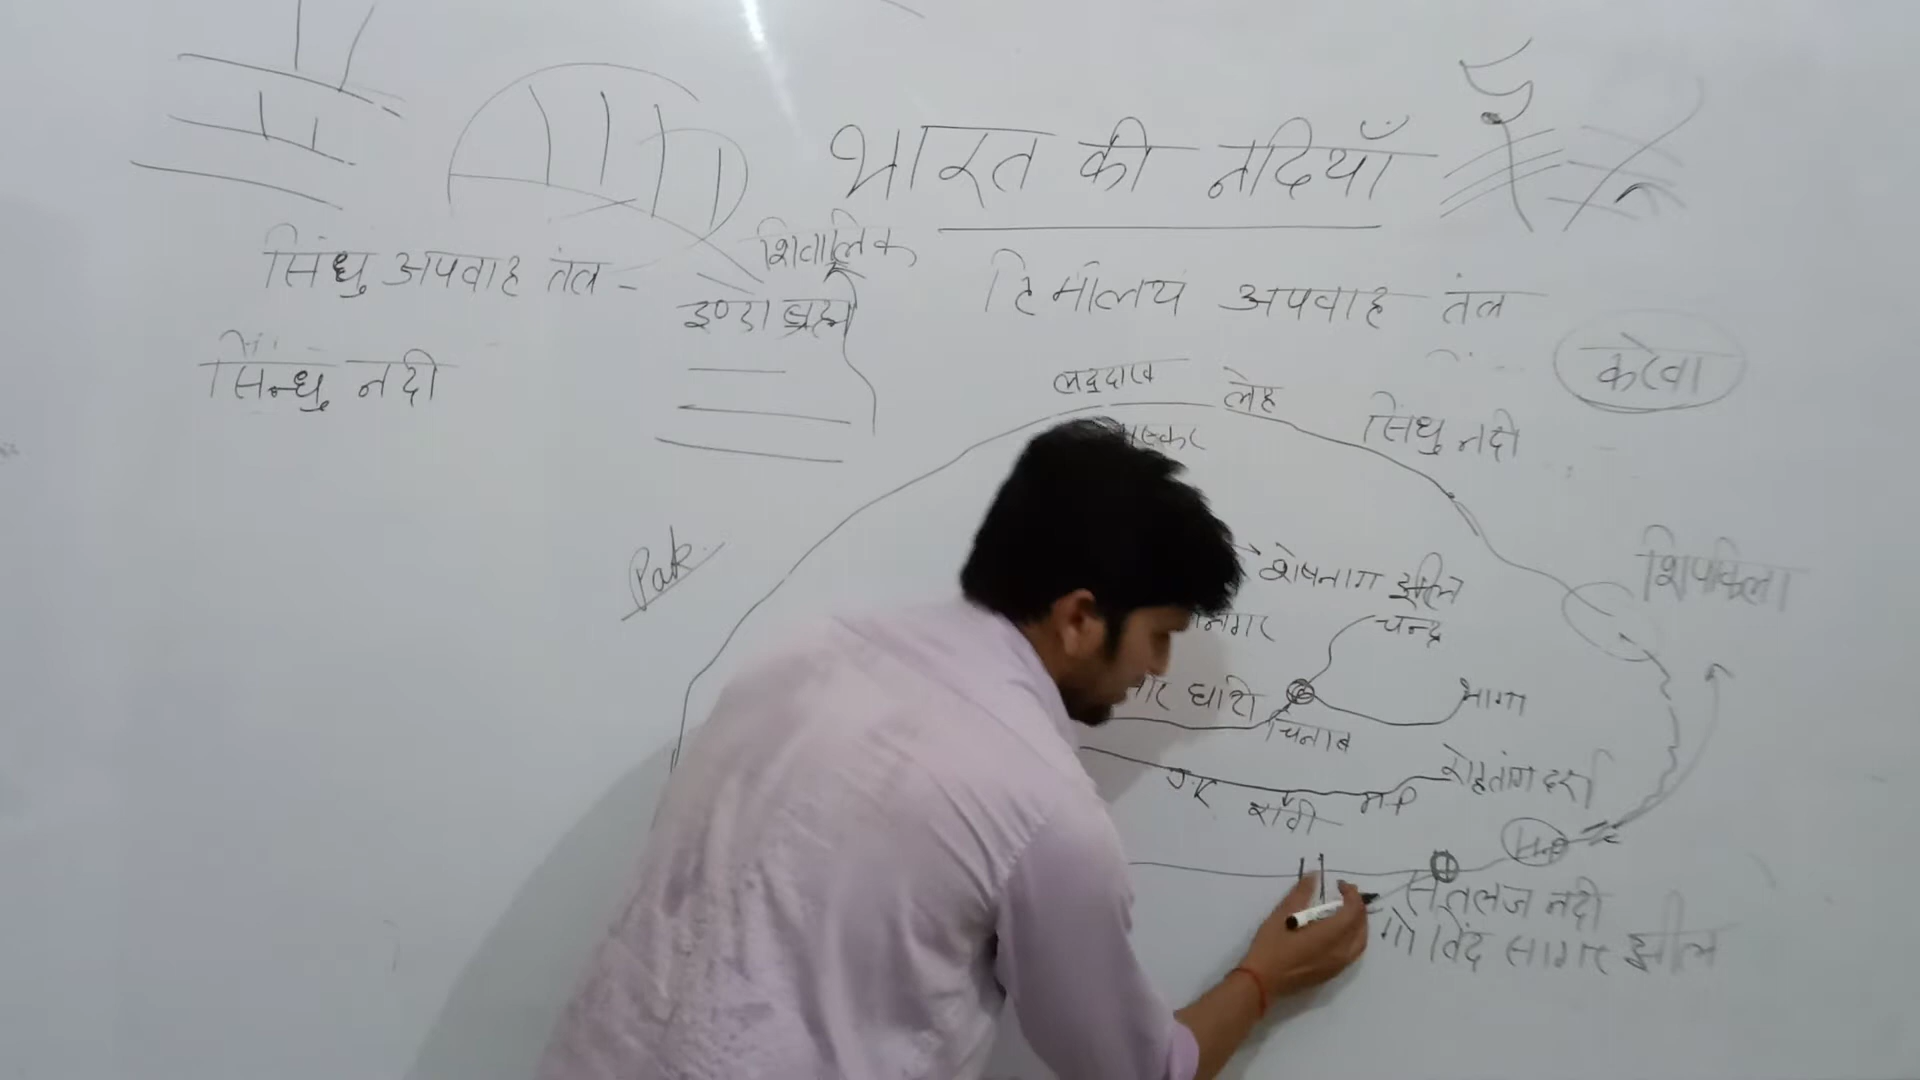 भारत की नदियाँ
शिवालिक
सिंधु अपवाह तंत्र -
इण्डो ब्रह्म
हिमालय अपवाह तंत्र
सिन्धु नदी
करेवा
लद्दाख
लेह
सिंधु नदी
Pak
शिपकिला
शेषनाग झील
चन्द्र
घाटी
भागा
चिनाब
रोहतांग दर्रा
J-K
रावी
सतलज नदी
गोविंद सागर झील